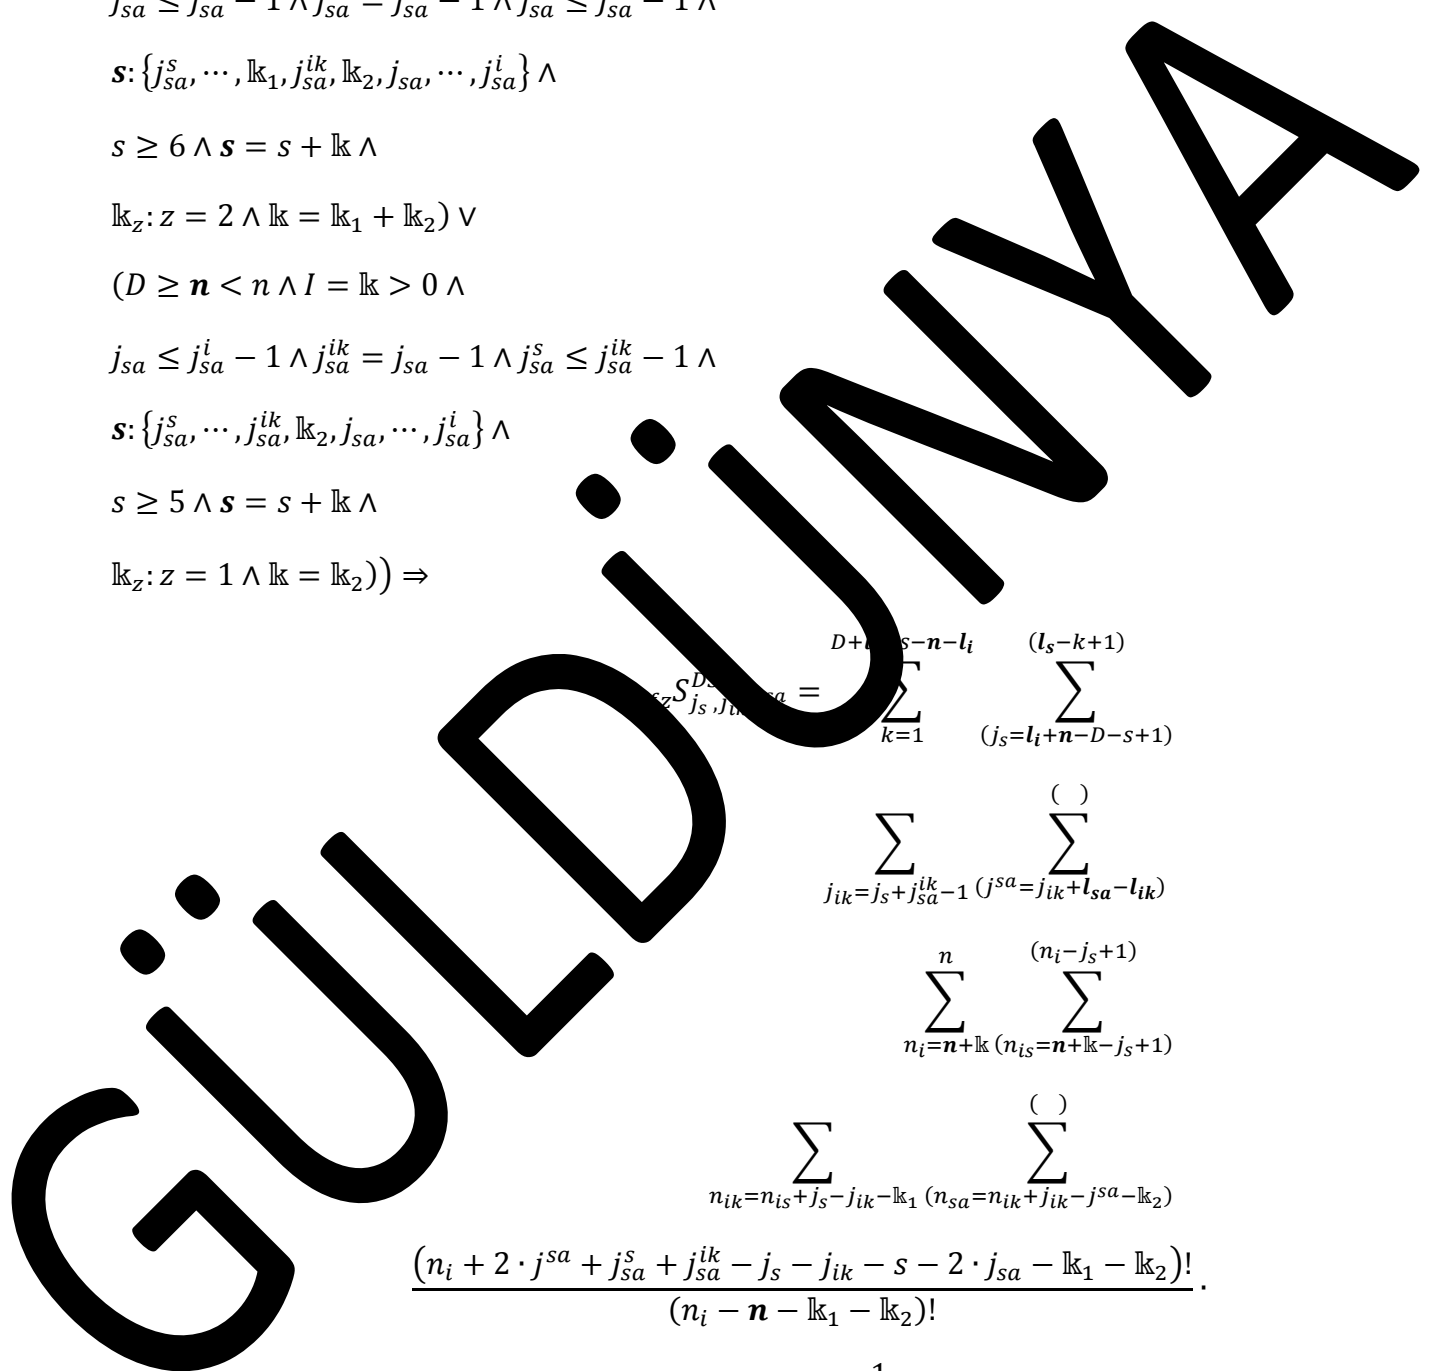 j_{sa} ≤ j_{sa}^{i} − 1 ∧ j_{sa}^{ik} = j_{sa} − 1 ∧ j_{sa}^{s} ≤ j_{sa}^{ik} − 1 ∧
s: {j_{sa}^{s}, ⋯, 𝕜_1, j_{sa}^{ik}, 𝕜_2, j_{sa}, ⋯, j_{sa}^{i}} ∧
s ≥ 6 ∧ s = s + 𝕜 ∧
𝕜_z: z = 2 ∧ 𝕜 = 𝕜_1 + 𝕜_2) ∨
(D ≥ n < n ∧ I = 𝕜 > 0 ∧
j_{sa} ≤ j_{sa}^{i} − 1 ∧ j_{sa}^{ik} = j_{sa} − 1 ∧ j_{sa}^{s} ≤ j_{sa}^{ik} − 1 ∧
s: {j_{sa}^{s}, ⋯, j_{sa}^{ik}, 𝕜_2, j_{sa}, ⋯, j_{sa}^{i}} ∧
s ≥ 5 ∧ s = s + 𝕜 ∧
𝕜_z: z = 1 ∧ 𝕜 = 𝕜_2)) ⇒
= ∑_{k=1} ∑_{(j_s=l_i+n−D−s+1)}^{(l_s−k+1)}
∑_{j_{ik}=j_s+j_{sa}^{ik}−1} ∑_{(j^{sa}=j_{ik}+l_{sa}−l_{ik})}^{( )}
∑_{n_i=n+𝕜}^{n} ∑_{(n_{is}=n+𝕜−j_s+1)}^{(n_i−j_s+1)}
∑_{n_{ik}=n_{is}+j_s−j_{ik}−𝕜_1} ∑_{(n_{sa}=n_{ik}+j_{ik}−j^{sa}−𝕜_2)}^{( )}
(n_i + 2 · j^{sa} + j_{sa}^{s} + j_{sa}^{ik} − j_s − j_{ik} − s − 2 · j_{sa} − 𝕜_1 − 𝕜_2)! ·
(n_i − n − 𝕜_1 − 𝕜_2)!
1
GÜLDÜNYA